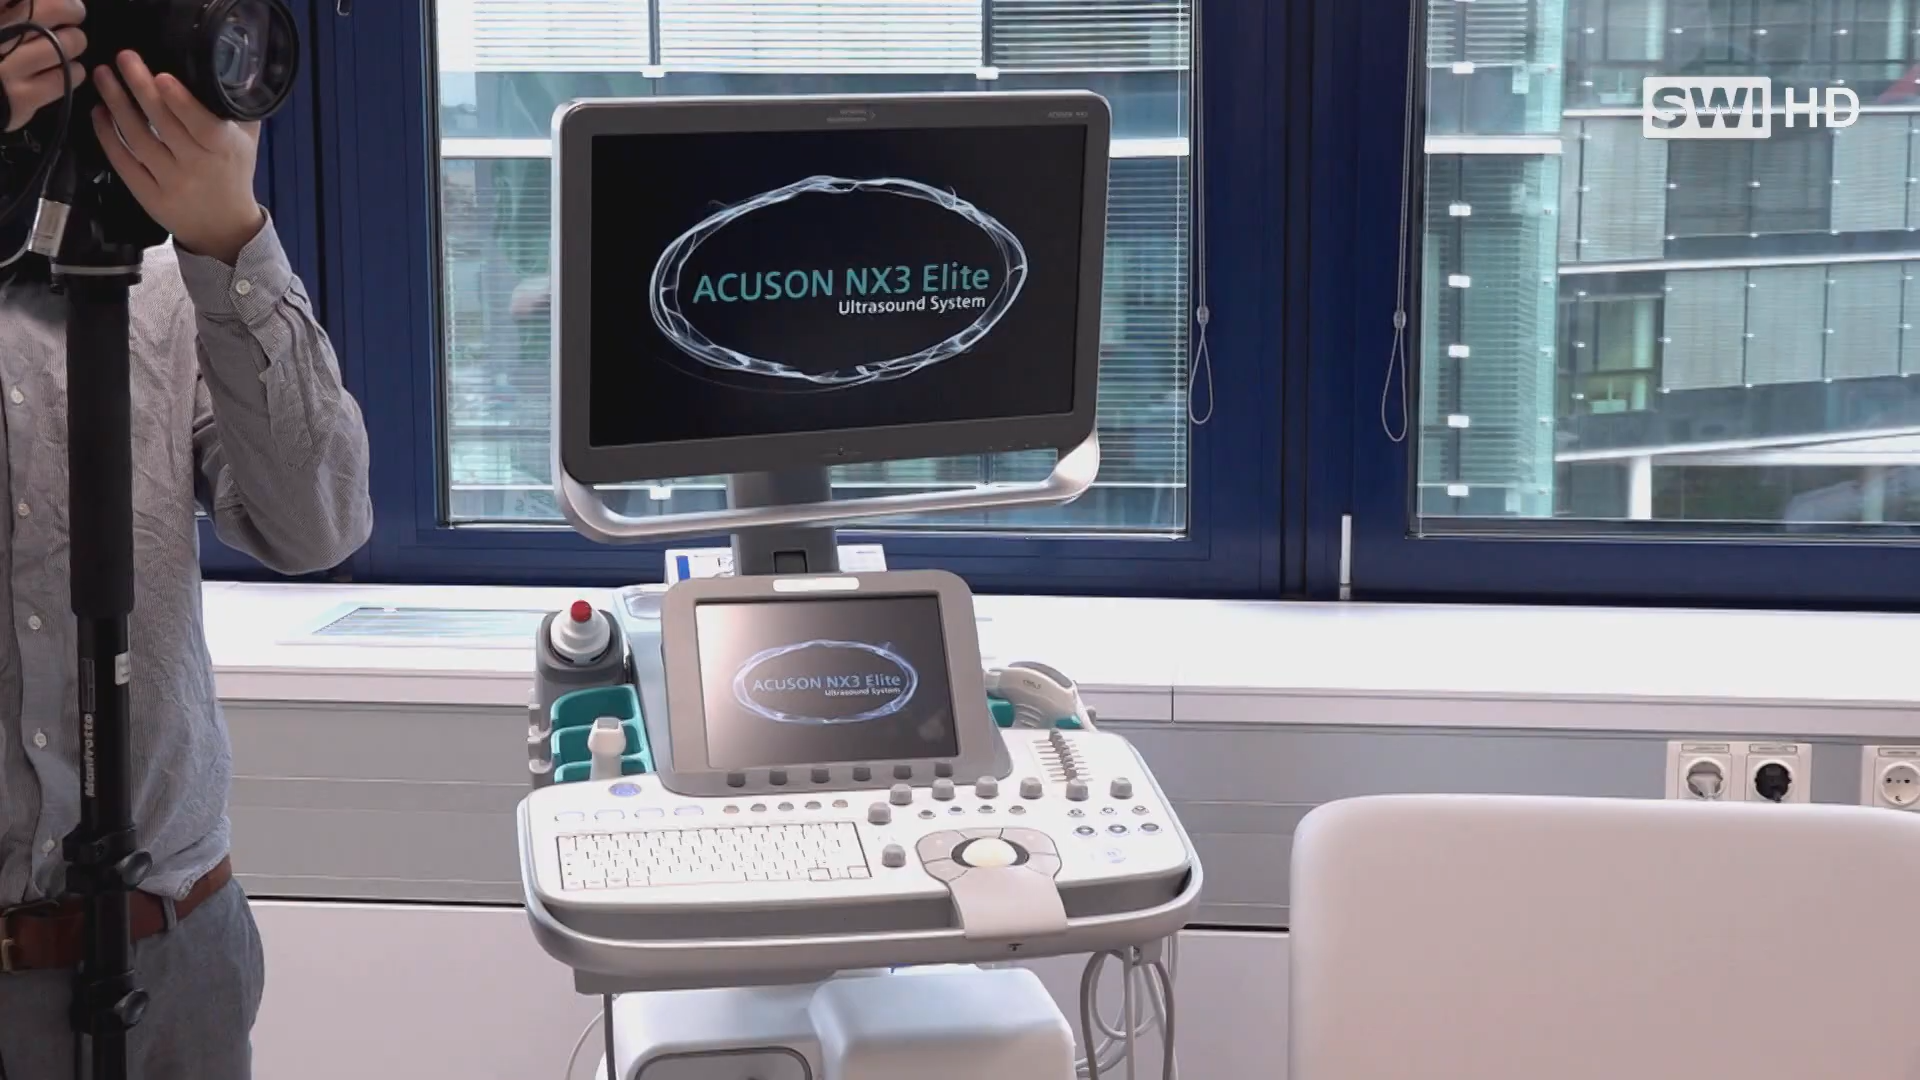 SWI HD
ACUSON NX3 Elite
Ultrasound System
ACUSON NX3 Elite
Ultrasound System
Manfrotto